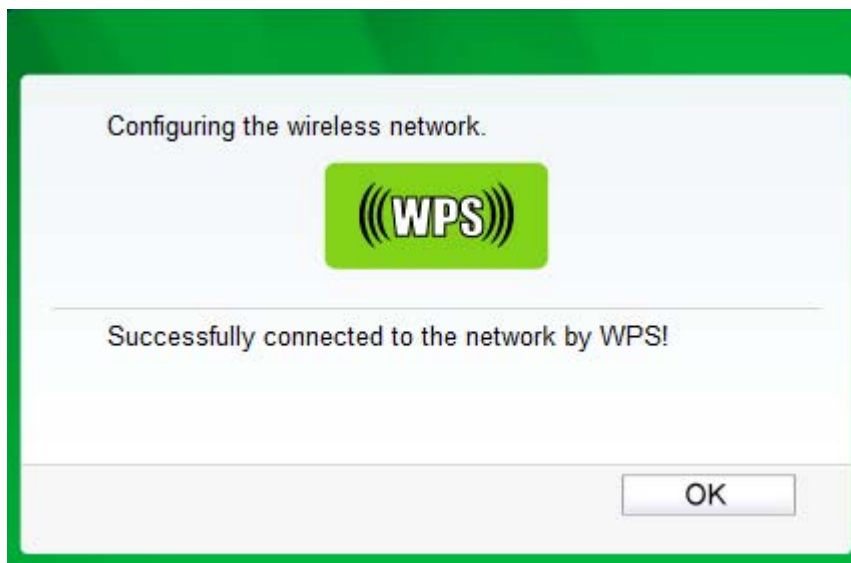 Configuring the wireless network.
(((WPS)))
Successfully connected to the network by WPS!
OK